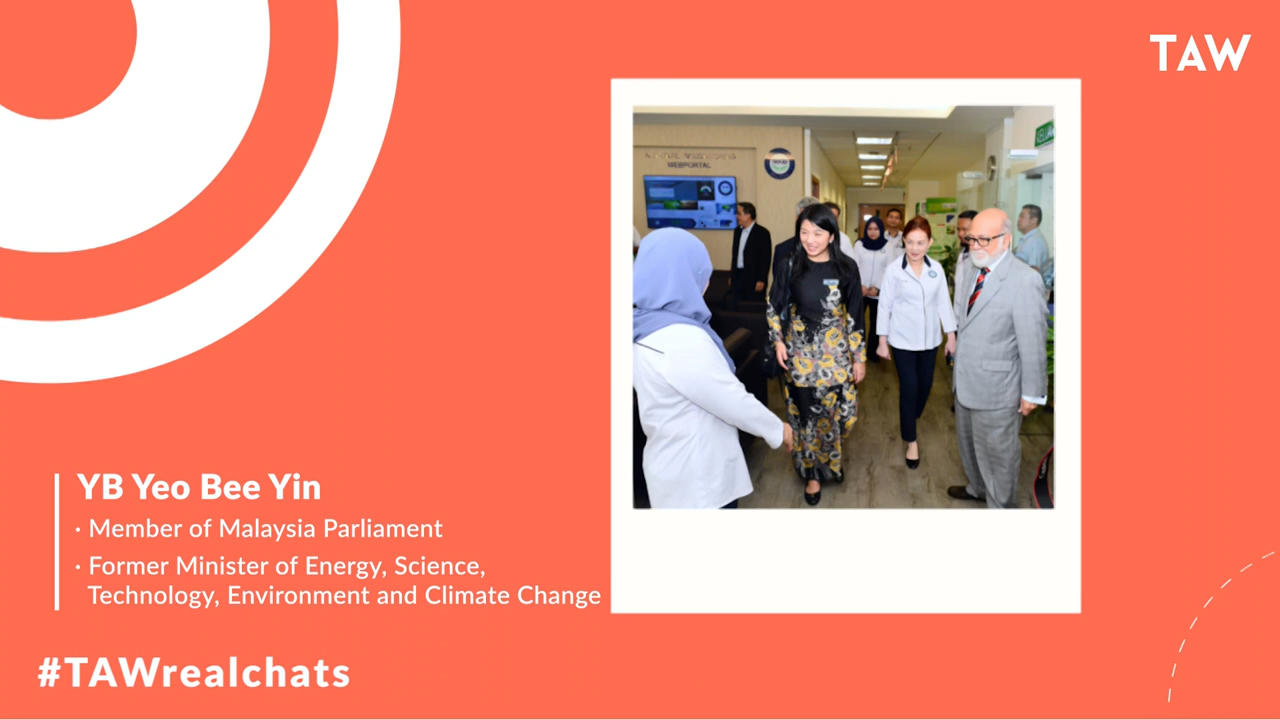 TAW
WEBPORTAL
YB Yeo Bee Yin
· Member of Malaysia Parliament
· Former Minister of Energy, Science,
Technology, Environment and Climate Change
#TAWrealchats